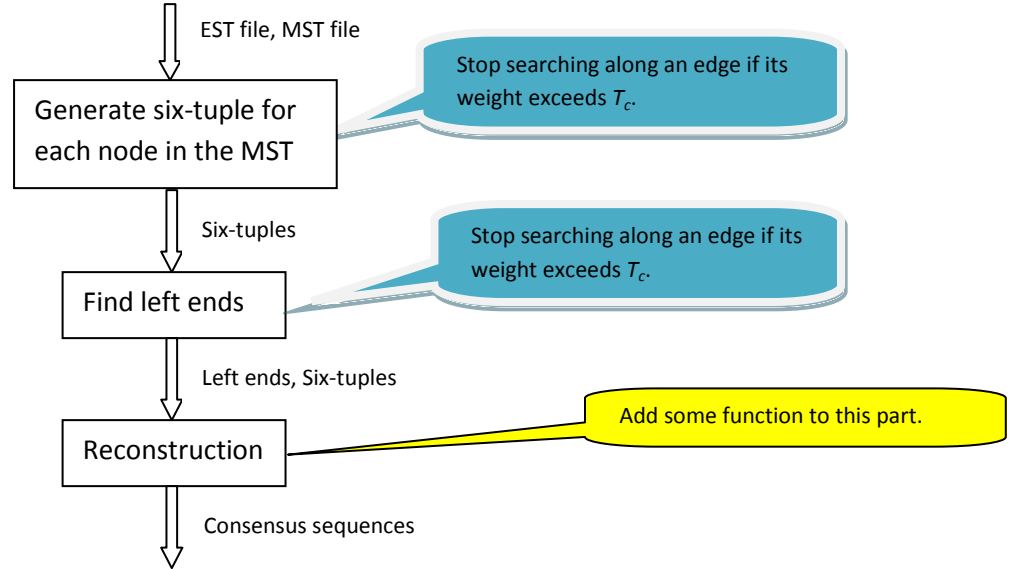 EST file, MST file
Stop searching along an edge if its
weight exceeds Tc.
Generate six-tuple for
each node in the MST
Six-tuples
Stop searching along an edge if its
weight exceeds Tc.
Find left ends
Left ends, Six-tuples
Add some function to this part.
Reconstruction
Consensus sequences